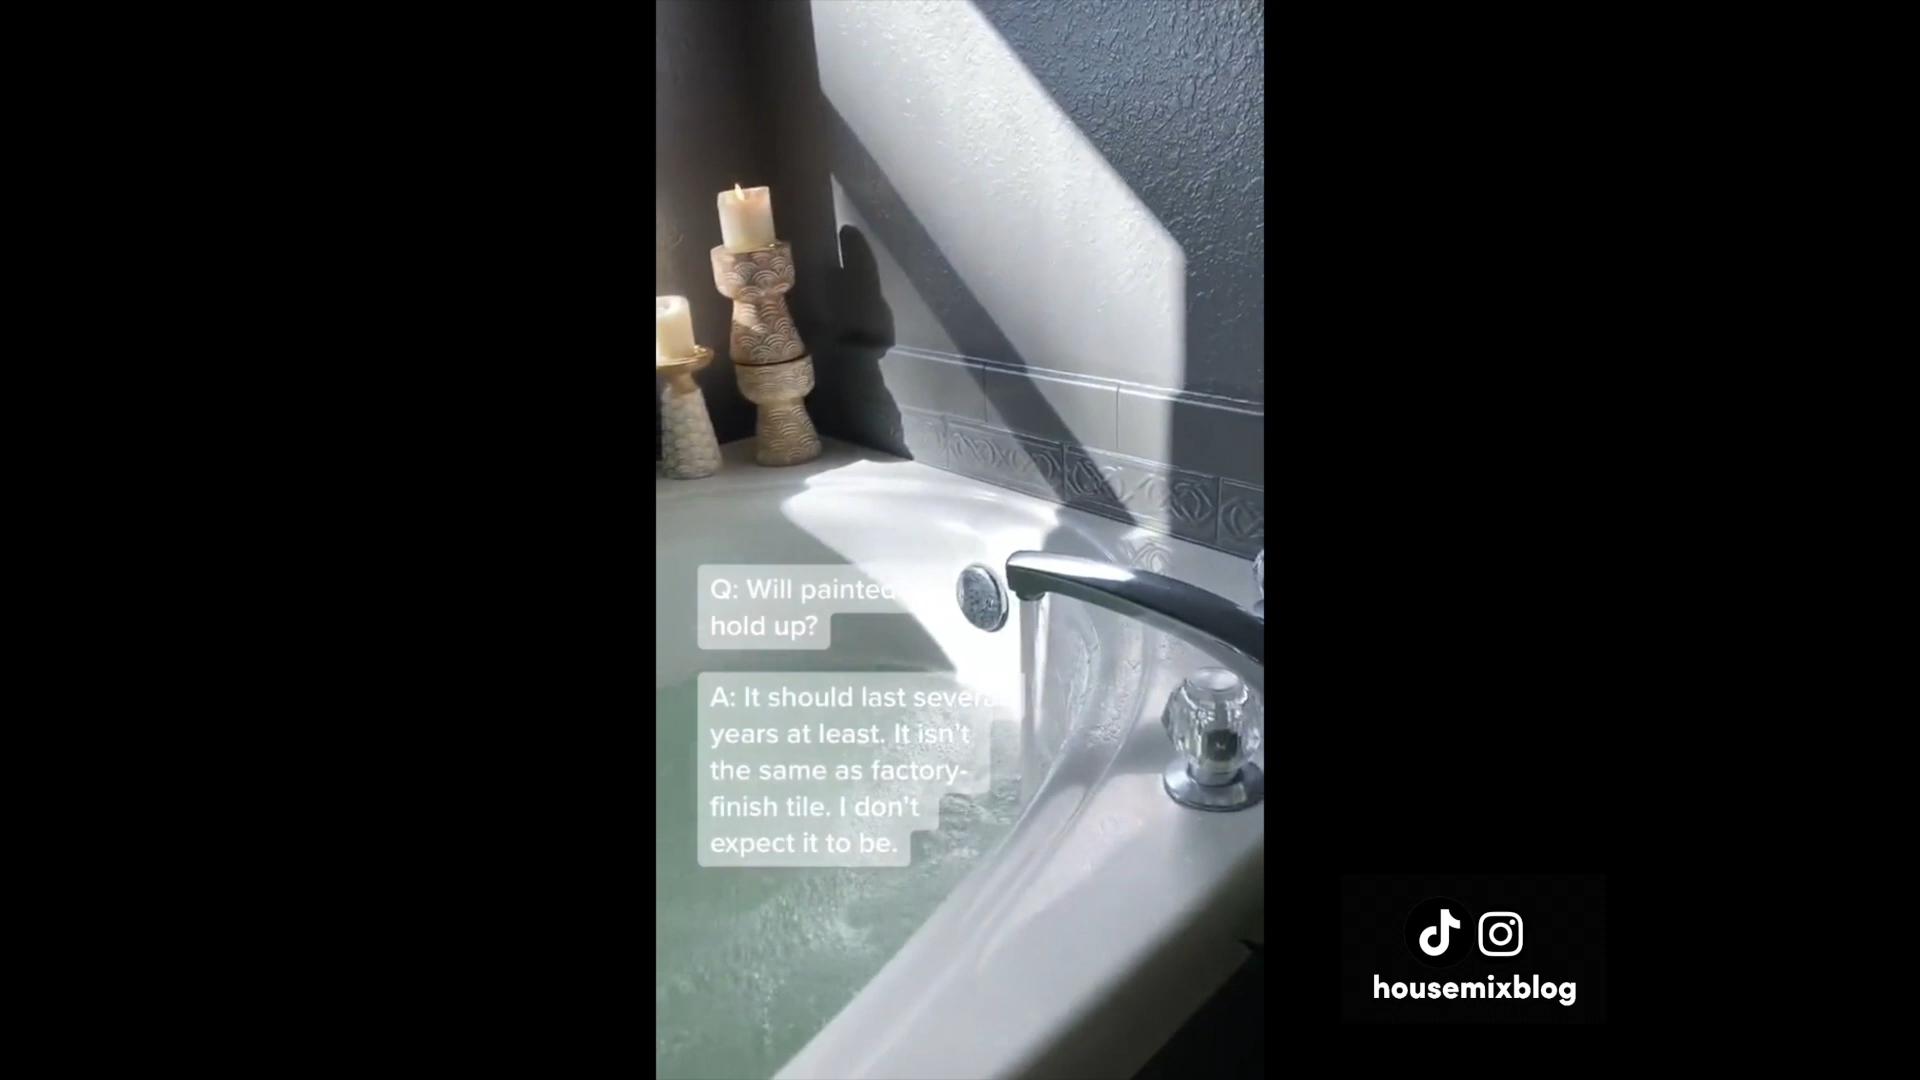 Q: Will painted
hold up?
A: It should last several
years at least. It isn't
the same as factory-
finish tile. I don't
expect it to be.
housemixblog